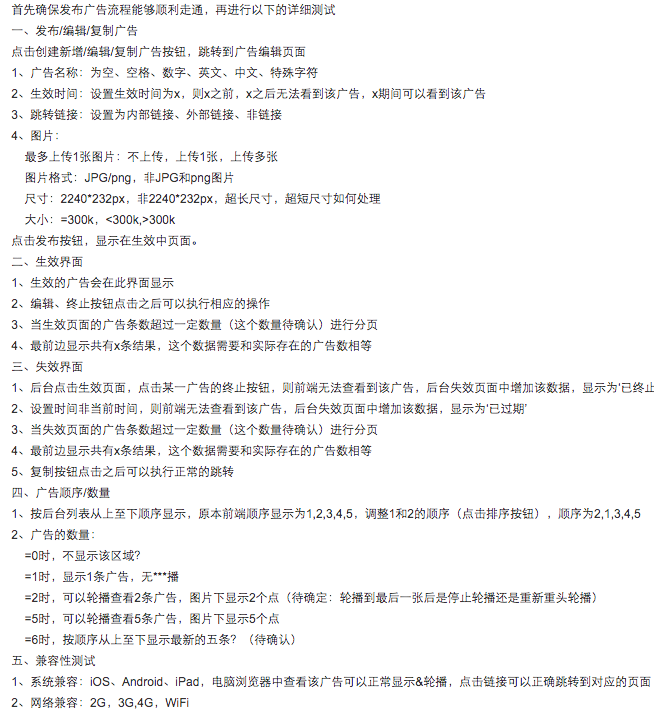 首先确保发布广告流程能够顺利走通，再进行以下的详细测试
一、发布/编辑/复制广告
点击创建新增/编辑/复制广告按钮，跳转到广告编辑页面
1、广告名称：为空、空格、数字、英文、中文、特殊字符
2、生效时间：设置生效时间为x，则x之前，x之后无法看到该广告，x期间可以看到该广告
3、跳转链接：设置为内部链接、外部链接、非链接
4、图片：
最多上传1张图片：不上传，上传1张，上传多张
图片格式：JPG/png，非JPG和png图片
尺寸：2240*232px，非2240*232px，超长尺寸，超短尺寸如何处理
大小：=300k，<300k,>300k
点击发布按钮，显示在生效中页面。
二、生效界面
1、生效的广告会在此界面显示
2、编辑、终止按钮点击之后可以执行相应的操作
3、当生效页面的广告条数超过一定数量（这个数量待确认）进行分页
4、最前边显示共有x条结果，这个数据需要和实际存在的广告数相等
三、失效界面
1、后台点击生效页面，点击某一广告的终止按钮，则前端无法查看到该广告，后台失效页面中增加该数据，显示为'已终止
2、设置时间非当前时间，则前端无法查看到该广告，后台失效页面中增加该数据，显示为'已过期'
3、当失效页面的广告条数超过一定数量（这个数量待确认）进行分页
4、最前边显示共有x条结果，这个数据需要和实际存在的广告数相等
5、复制按钮点击之后可以执行正常的跳转
四、广告顺序/数量
1、按后台列表从上至下顺序显示，原本前端顺序显示为1,2,3,4,5，调整1和2的顺序（点击排序按钮），顺序为2,1,3,4,5
2、广告的数量：
=0时，不显示该区域？
=1时，显示1条广告，无***播
=2时，可以轮播查看2条广告，图片下显示2个点（待确定：轮播到最后一张后是停止轮播还是重新重头轮播）
=5时，可以轮播查看5条广告，图片下显示5个点
=6时，按顺序从上至下显示最新的五条？（待确认）
五、兼容性测试
1、系统兼容：iOS、Android、iPad，电脑浏览器中查看该广告可以正常显示&轮播，点击链接可以正确跳转到对应的页面
2、网络兼容：2G，3G,4G，WiFi